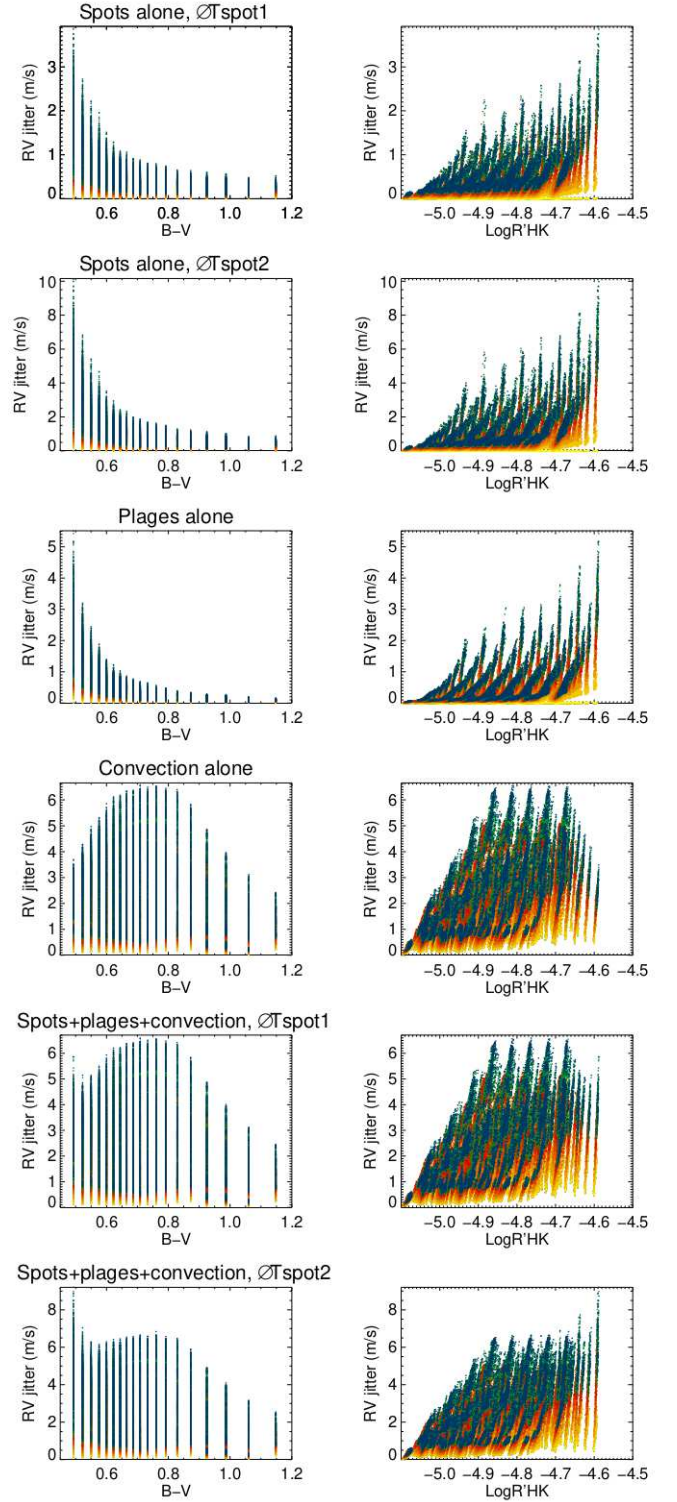 Spots alone, ∅Tspot1
RV jitter (m/s)
3
2
1
0
0.6 0.8 1.0 1.2
B−V
RV jitter (m/s)
3
2
1
0
−5.0 −4.9 −4.8 −4.7 −4.6 −4.5
LogR'HK
Spots alone, ∅Tspot2
RV jitter (m/s)
10
8
6
4
2
0
0.6 0.8 1.0 1.2
B−V
RV jitter (m/s)
10
8
6
4
2
0
−5.0 −4.9 −4.8 −4.7 −4.6 −4.5
LogR'HK
Plages alone
RV jitter (m/s)
5
4
3
2
1
0
0.6 0.8 1.0 1.2
B−V
RV jitter (m/s)
5
4
3
2
1
0
−5.0 −4.9 −4.8 −4.7 −4.6 −4.5
LogR'HK
Convection alone
RV jitter (m/s)
6
5
4
3
2
1
0
0.6 0.8 1.0 1.2
B−V
RV jitter (m/s)
6
5
4
3
2
1
0
−5.0 −4.9 −4.8 −4.7 −4.6 −4.5
LogR'HK
Spots+plages+convection, ∅Tspot1
RV jitter (m/s)
6
5
4
3
2
1
0
0.6 0.8 1.0 1.2
B−V
RV jitter (m/s)
6
5
4
3
2
1
0
−5.0 −4.9 −4.8 −4.7 −4.6 −4.5
LogR'HK
Spots+plages+convection, ∅Tspot2
RV jitter (m/s)
8
6
4
2
0
0.6 0.8 1.0 1.2
B−V
RV jitter (m/s)
8
6
4
2
0
−5.0 −4.9 −4.8 −4.7 −4.6 −4.5
LogR'HK